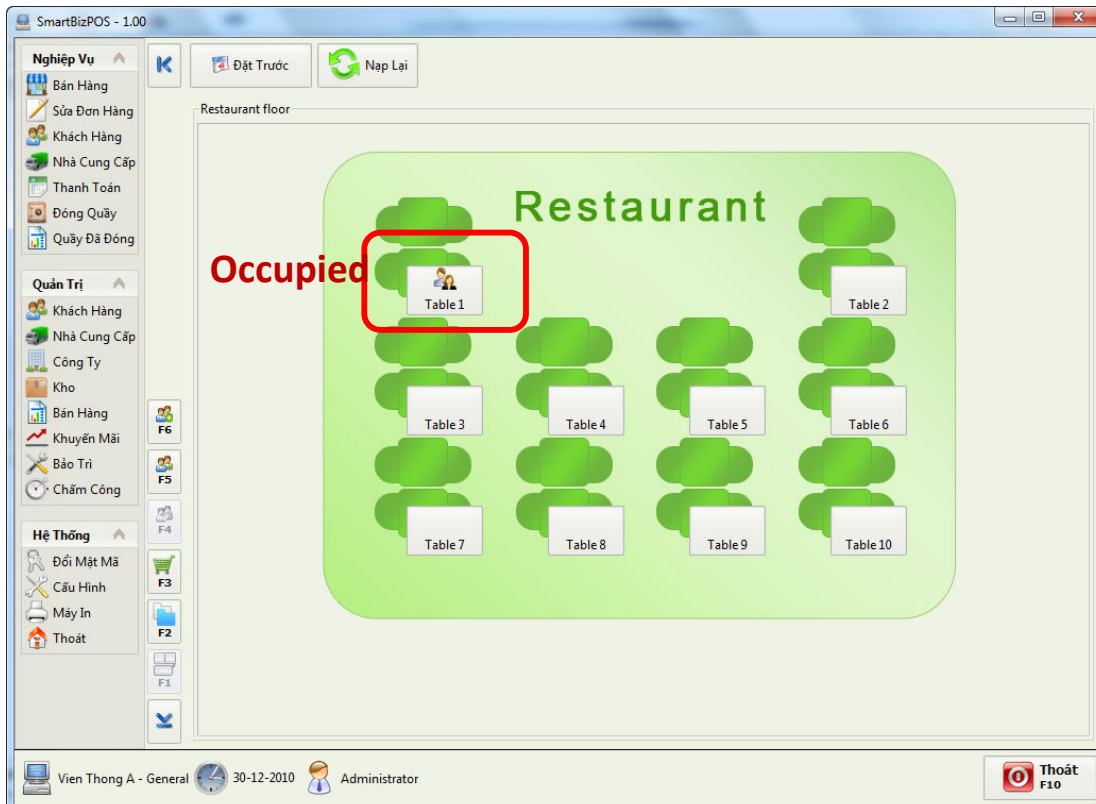 SmartBizPOS - 1.00
Nghiệp Vụ
Bán Hàng
Sửa Đơn Hàng
Khách Hàng
Nhà Cung Cấp
Thanh Toán
Đóng Quầy
Quầy Đã Đóng
Quản Trị
Khách Hàng
Nhà Cung Cấp
Công Ty
Kho
Bán Hàng
Khuyến Mãi
Bảo Trì
Chấm Công
Hệ Thống
Đổi Mật Mã
Cấu Hình
Máy In
Thoát
F6
F5
F4
F3
F2
F1
Đặt Trước
Nạp Lại
Restaurant floor
Restaurant
Occupied
Table 1
Table 2
Table 3
Table 4
Table 5
Table 6
Table 7
Table 8
Table 9
Table 10
Vien Thong A - General
30-12-2010
Administrator
Thoát
F10